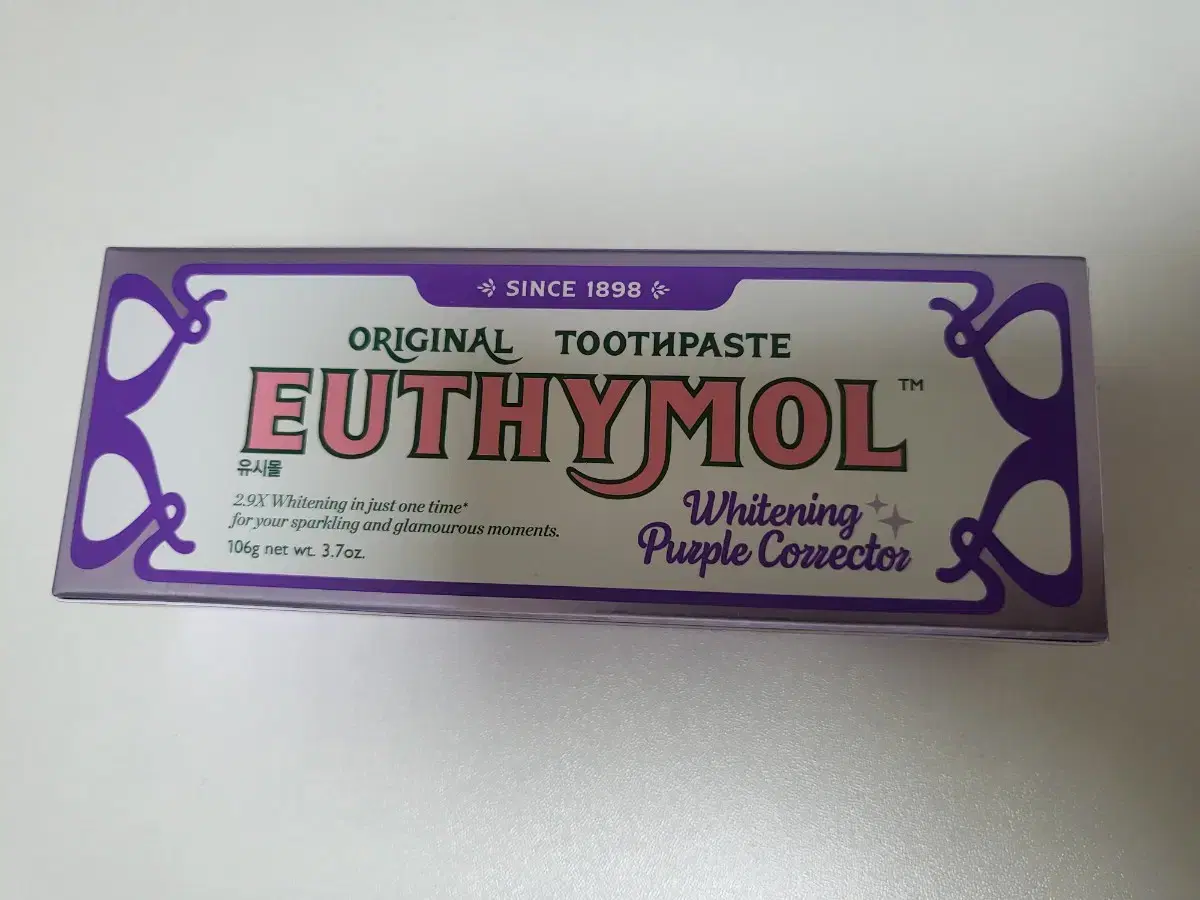 SINCE 1898
ORIGINAL TOOTHPASTE
EUTHYMOL™
유시몰
2.9X Whitening in just one time*
for your sparkling and glamourous moments.
106g net wt. 3.7oz.
Whitening
Purple Corrector